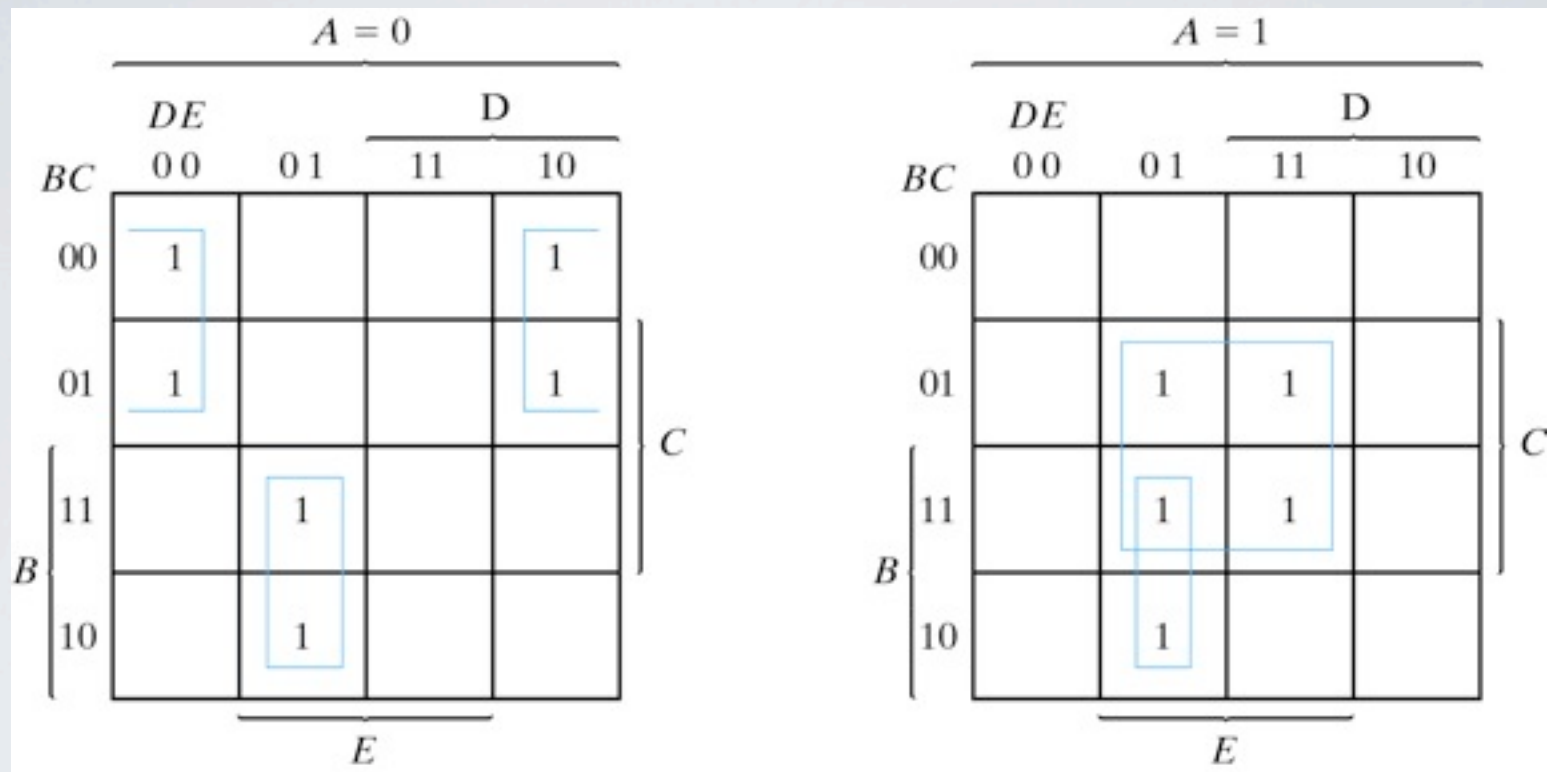 A = 0
DE D
BC 0 0 0 1 11 10
00 1 1
01 1 1
C
11 1
B
10 1
E
A = 1
DE D
BC 0 0 0 1 11 10
00
01 1 1
C
11 1 1
B
10 1
E